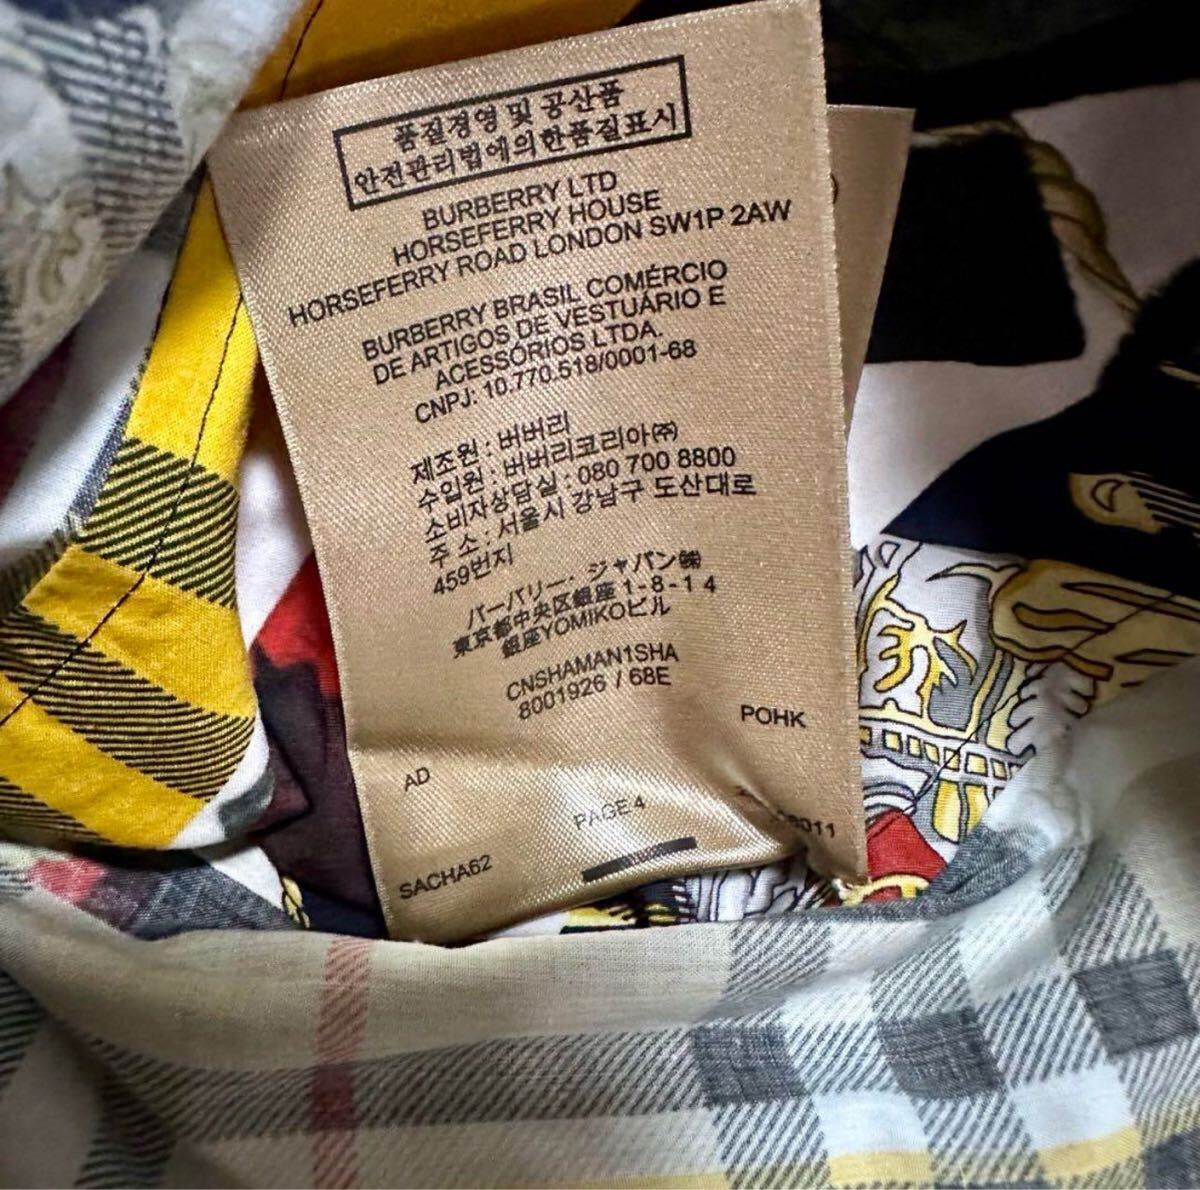 품질경영 및 공산품
안전관리법에의한품질표시
BURBERRY LTD
HORSEFERRY HOUSE
HORSEFERRY ROAD LONDON SW1P 2AW
BURBERRY BRASIL COMÉRCIO
DE ARTIGOS DE VESTUÁRIO E
ACESSÓRIOS LTDA.
CNPJ: 10.770.518/0001-68
제조원 : 버버리
수입원 : 버버리코리아㈜
소비자상담실 : 080 700 8800
주 소 : 서울시 강남구 도산대로
459번지
バーバリー・ジャパン㈱
東京都中央区銀座1-8-14
銀座YOMIKOビル
CNSHAMAN1SHA
8001926 / 68E
POHK
AD
PAGE 4
SACHA62